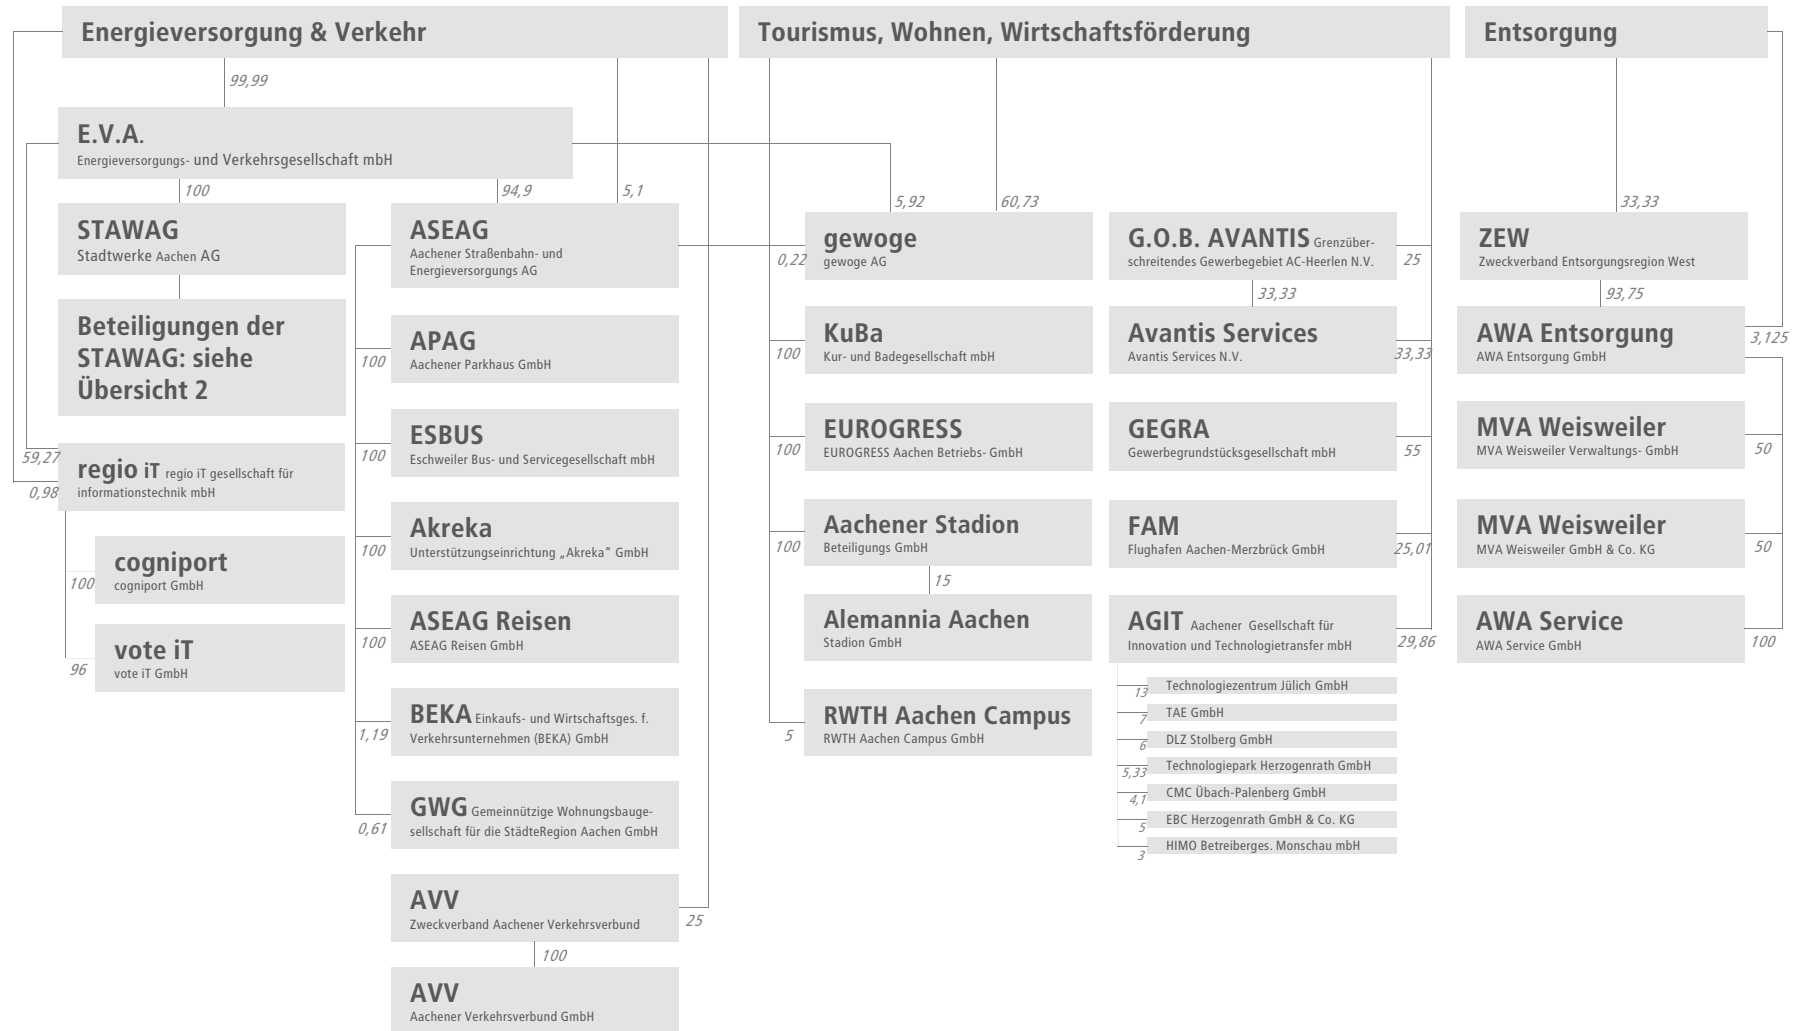 Energieversorgung & Verkehr
99,99
E.V.A.
Energieversorgungs- und Verkehrsgesellschaft mbH
100
94,9
5,1
STAWAG
Stadtwerke Aachen AG
Beteiligungen der
STAWAG: siehe
Übersicht 2
59,27
0,98
regio iT regio iT gesellschaft für
informationstechnik mbH
100
cogniport
cogniport GmbH
96
vote iT
vote iT GmbH
ASEAG
Aachener Straßenbahn- und
Energieversorgungs AG
100
APAG
Aachener Parkhaus GmbH
100
ESBUS
Eschweiler Bus- und Servicegesellschaft mbH
100
Akreka
Unterstützungseinrichtung „Akreka“ GmbH
100
ASEAG Reisen
ASEAG Reisen GmbH
1,19
BEKA Einkaufs- und Wirtschaftsges. f.
Verkehrsunternehmen (BEKA) GmbH
0,61
GWG Gemeinnützige Wohnungsbauge-
sellschaft für die StädteRegion Aachen GmbH
AVV
Zweckverband Aachener Verkehrsverbund
25
100
AVV
Aachener Verkehrsverbund GmbH
Tourismus, Wohnen, Wirtschaftsförderung
5,92
60,73
0,22
gewoge
gewoge AG
100
KuBa
Kur- und Badegesellschaft mbH
100
EUROGRESS
EUROGRESS Aachen Betriebs- GmbH
100
Aachener Stadion
Beteiligungs GmbH
15
Alemannia Aachen
Stadion GmbH
5
RWTH Aachen Campus
RWTH Aachen Campus GmbH
G.O.B. AVANTIS Grenzüber-
schreitendes Gewerbegebiet AC-Heerlen N.V.
25
33,33
Avantis Services
Avantis Services N.V.
33,33
GEGRA
Gewerbegrundstücksgesellschaft mbH
55
FAM
Flughafen Aachen-Merzbrück GmbH
25,01
AGIT Aachener Gesellschaft für
Innovation und Technologietransfer mbH
29,86
13
Technologiezentrum Jülich GmbH
7
TAE GmbH
6
DLZ Stolberg GmbH
5,33
Technologiepark Herzogenrath GmbH
4,1
CMC Übach-Palenberg GmbH
5
EBC Herzogenrath GmbH & Co. KG
3
HIMO Betreiberges. Monschau mbH
Entsorgung
33,33
ZEW
Zweckverband Entsorgungsregion West
93,75
AWA Entsorgung
AWA Entsorgung GmbH
3,125
MVA Weisweiler
MVA Weisweiler Verwaltungs- GmbH
50
MVA Weisweiler
MVA Weisweiler GmbH & Co. KG
50
AWA Service
AWA Service GmbH
100